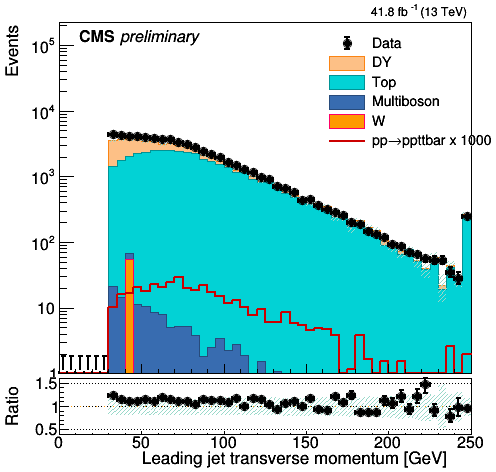 41.8 fb⁻¹ (13 TeV)
CMS preliminary
Events
10⁵
10⁴
10³
10²
10
1
Data
DY
Top
Multiboson
W
pp→ppttbar x 1000
Ratio
1.5
1
0.5
0 50 100 150 200 250
Leading jet transverse momentum [GeV]